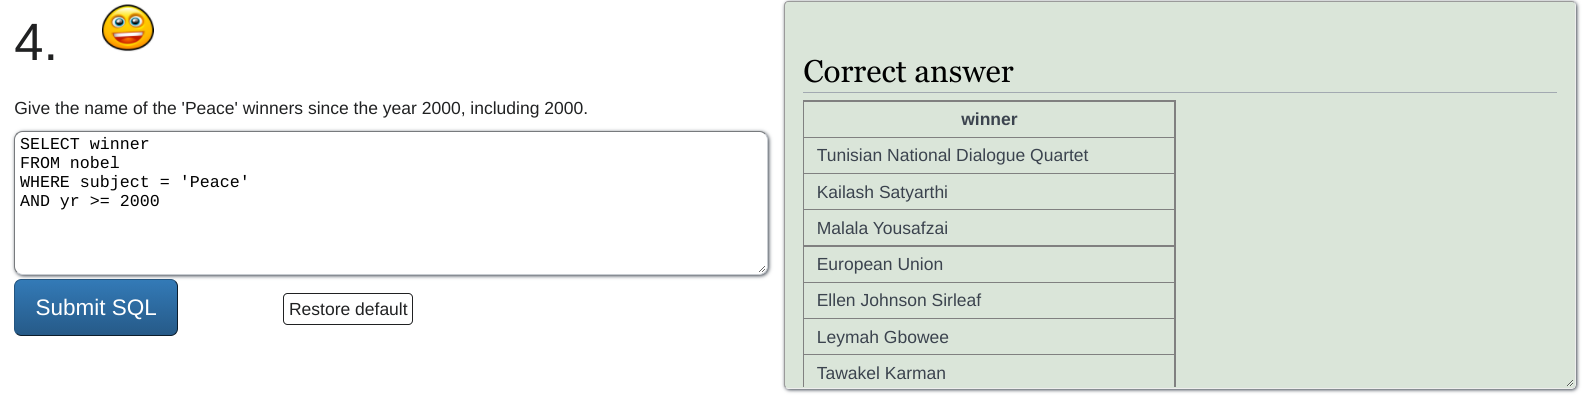 4.
Give the name of the 'Peace' winners since the year 2000, including 2000.
SELECT winner
FROM nobel
WHERE subject = 'Peace'
AND yr >= 2000
Submit SQL
Restore default
Correct answer
winner
Tunisian National Dialogue Quartet
Kailash Satyarthi
Malala Yousafzai
European Union
Ellen Johnson Sirleaf
Leymah Gbowee
Tawakel Karman